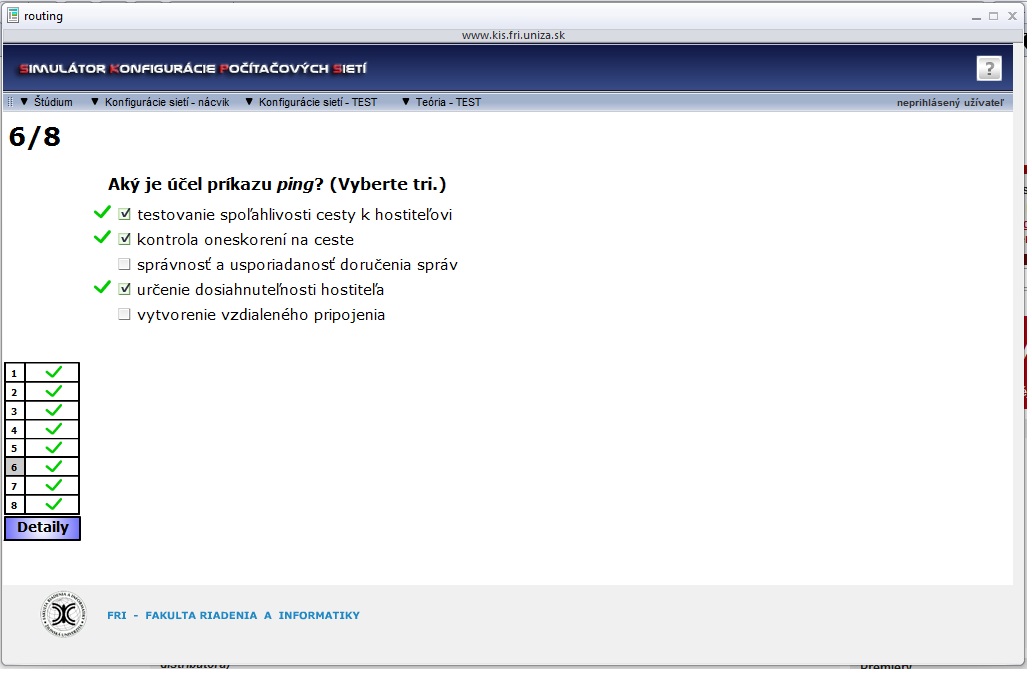 routing
www.kis.fri.uniza.sk
SIMULÁTOR KONFIGURÁCIE POČÍTAČOVÝCH SIETÍ
?
▼ Štúdium ▼ Konfigurácie sietí - nácvik ▼ Konfigurácie sietí - TEST ▼ Teória - TEST neprihlásený užívateľ
6/8
Aký je účel príkazu ping? (Vyberte tri.)
testovanie spoľahlivosti cesty k hostiteľovi
kontrola oneskorení na ceste
správnosť a usporiadanosť doručenia správ
určenie dosiahnuteľnosti hostiteľa
vytvorenie vzdialeného pripojenia
1
2
3
4
5
6
7
8
Detaily
FRI - FAKULTA RIADENIA A INFORMATIKY